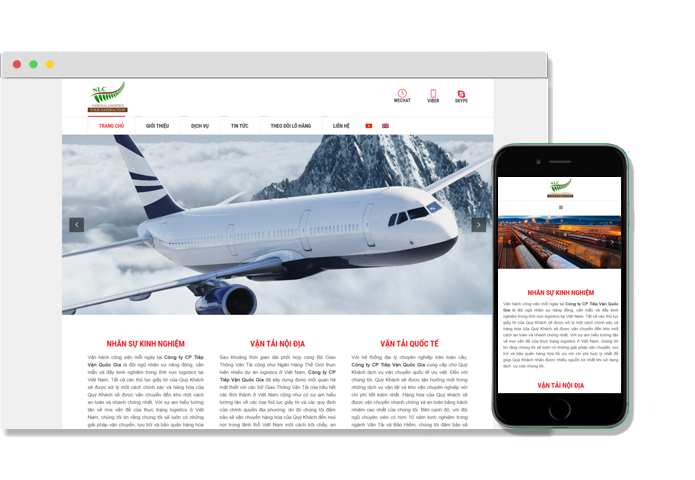 NLC
NATIONAL LOGISTICS
YOUR SATISFACTION
WECHAT VIBER SKYPE
TRANG CHỦ GIỚI THIỆU DỊCH VỤ TIN TỨC THEO DÕI LÔ HÀNG LIÊN HỆ
NHÂN SỰ KINH NGHIỆM
Vận hành công việc mỗi ngày tại Công ty CP Tiếp
Vận Quốc Gia là đội ngũ nhân sự năng động, cần
mẫn và đầy kinh nghiệm trong lĩnh vực logistics tại
Việt Nam. Tất cả các thủ tục giấy tờ của Quý Khách
sẽ được xử lý một cách chính xác và hàng hóa của
Quý Khách sẽ được vận chuyển đến kho một cách
an toàn và nhanh chóng nhất. Với sự am hiểu tường
tận về mọi vấn đề của thực trạng logistics ở Việt
Nam, chúng tôi tin rằng chúng tôi sẽ luôn có những
giải pháp vận chuyển, lưu trữ và bảo quản hàng hóa
VẬN TẢI NỘI ĐỊA
Sau khoảng thời gian dài phối hợp cùng Bộ Giao
Thông Vận Tải cũng như Ngân Hàng Thế Giới thực
hiện nhiều dự án logistics ở Việt Nam, Công ty CP
Tiếp Vận Quốc Gia đã xây dựng được mối quan hệ
mật thiết với các Sở Giao Thông Vận Tải của hầu hết
các tỉnh thành ở Việt Nam cũng như có sự am hiểu
tường tận về các loại thủ tục giấy tờ và các quy định
của chính quyền địa phương, do đó chúng tôi đảm
bảo sẽ vận chuyển hàng hóa của Quý Khách đến mọi
nơi trong lãnh thổ Việt Nam một cách trôi chảy, an
VẬN TẢI QUỐC TẾ
Với hệ thống đại lý chuyên nghiệp trên toàn cầu,
Công ty CP Tiếp Vận Quốc Gia cung cấp cho Quý
Khách dịch vụ vận chuyển quốc tế ưu việt. Đến với
chúng tôi, Quý Khách sẽ được tận hưởng một trong
những dịch vụ vận tải và kho vận chuyên nghiệp với
chi phí tiết kiệm nhất. Hàng hóa của Quý khách sẽ
được vận chuyển nhanh chóng và an toàn bằng trách
nhiệm cao nhất của chúng tôi. Bên cạnh đó, với đội
ngũ chuyên viên có hơn 10 năm kinh nghiệm trong
ngành Vận Tải và Bảo Hiểm, chúng tôi đảm bảo sẽ
NHÂN SỰ KINH NGHIỆM
Vận hành công việc mỗi ngày tại Công ty CP Tiếp Vận Quốc
Gia là đội ngũ nhân sự năng động, cần mẫn và đầy kinh
nghiệm trong lĩnh vực logistics tại Việt Nam. Tất cả các thủ tục
giấy tờ của Quý Khách sẽ được xử lý một cách chính xác và
hàng hóa của Quý Khách sẽ được vận chuyển đến kho một
cách an toàn và nhanh chóng nhất. Với sự am hiểu tường tận
về mọi vấn đề của thực trạng logistics ở Việt Nam, chúng tôi
tin rằng chúng tôi sẽ luôn có những giải pháp vận chuyển, lưu
trữ và bảo quản hàng hóa tối ưu với chi phí hợp lý nhất để
giúp Quý Khách luôn hài lòng mỗi khi sử dụng
dịch vụ của chúng tôi.
VẬN TẢI NỘI ĐỊA